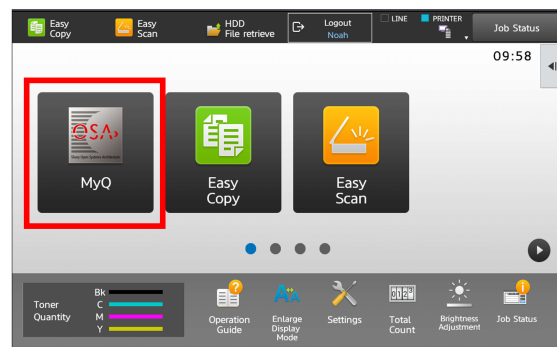 Easy
Copy
Easy
Scan
HDD
File retrieve
Logout
Noah
LINE
PRINTER
Job Status
09:58
OSA
MyQ
Easy
Copy
Easy
Scan
Toner
Quantity
Bk
C
M
Y
Operation
Guide
Enlarge
Display
Mode
Settings
Total
Count
Brightness
Adjustment
Job Status